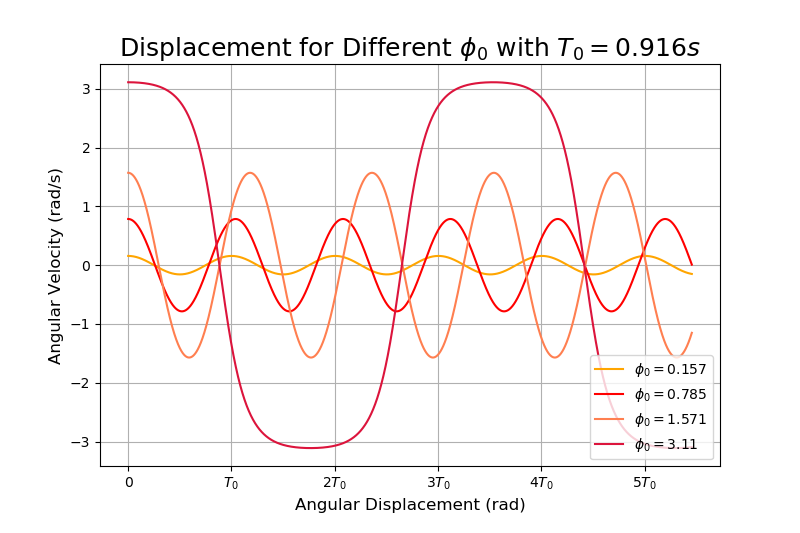 Displacement for Different ϕ₀ with T₀ = 0.916s
Angular Velocity (rad/s)
3
2
1
0
−1
−2
−3
0
T₀
2T₀
3T₀
4T₀
5T₀
Angular Displacement (rad)
ϕ₀ = 0.157
ϕ₀ = 0.785
ϕ₀ = 1.571
ϕ₀ = 3.11